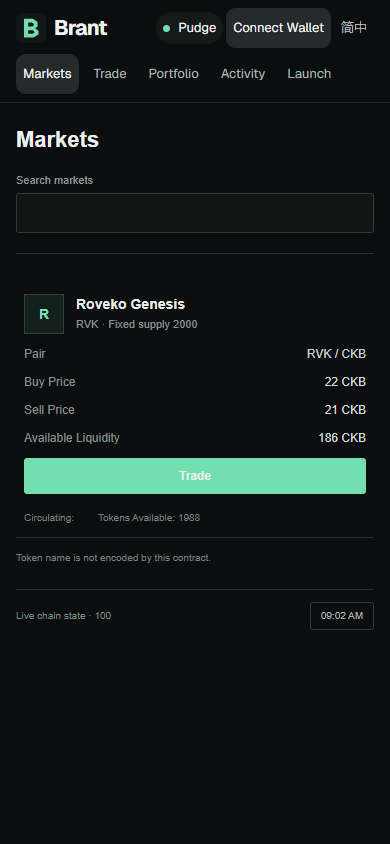 B Brant
Pudge
Connect Wallet
简中
Markets
Trade
Portfolio
Activity
Launch
Markets
Search markets
R
Roveko Genesis
RVK · Fixed supply 2000
Pair RVK / CKB
Buy Price 22 CKB
Sell Price 21 CKB
Available Liquidity 186 CKB
Trade
Circulating: Tokens Available: 1988
Token name is not encoded by this contract.
Live chain state · 100
09:02 AM